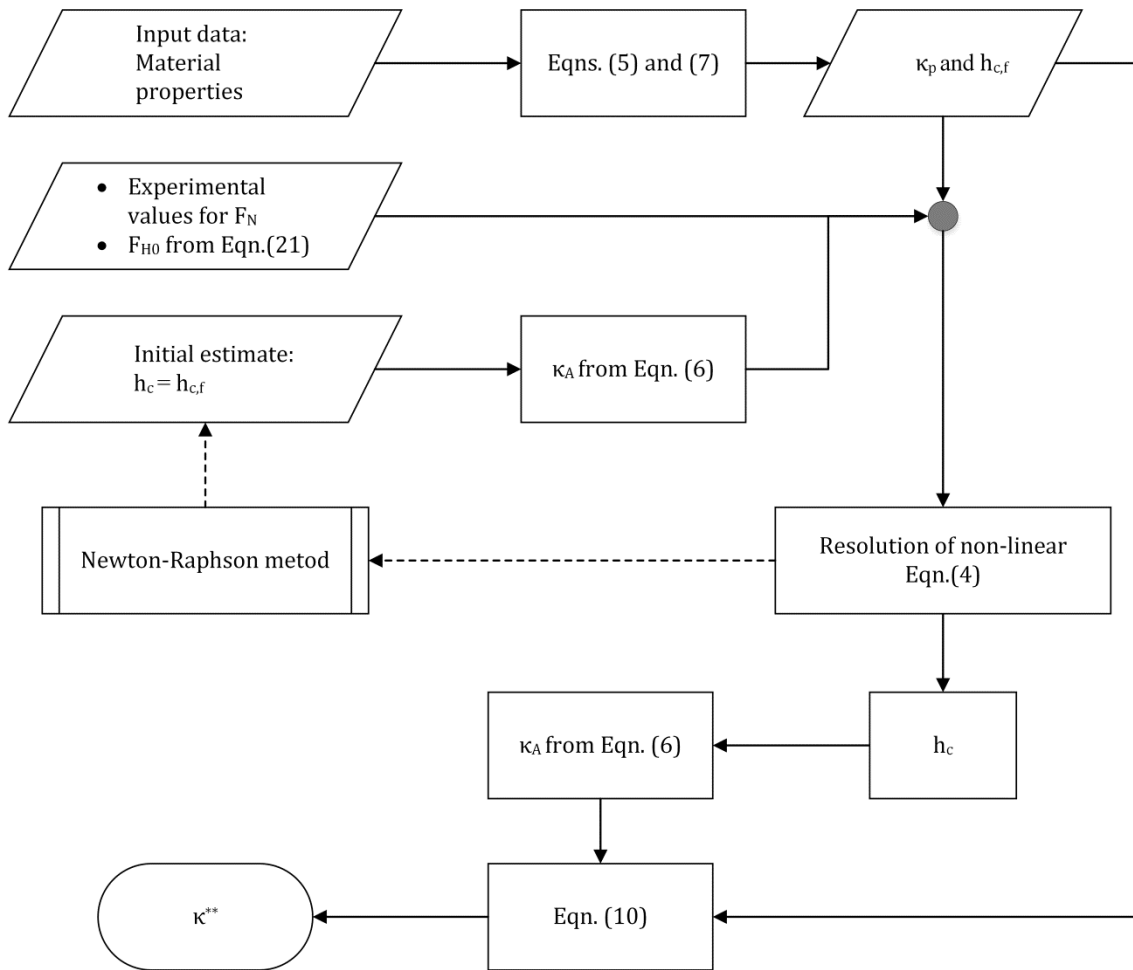 Input data:
Material
properties
Eqns. (5) and (7)
κp and hc,f
• Experimental
values for FN
• FH0 from Eqn.(21)
Initial estimate:
hc = hc,f
κA from Eqn. (6)
Newton-Raphson metod
Resolution of non-linear
Eqn.(4)
κA from Eqn. (6)
hc
κ**
Eqn. (10)